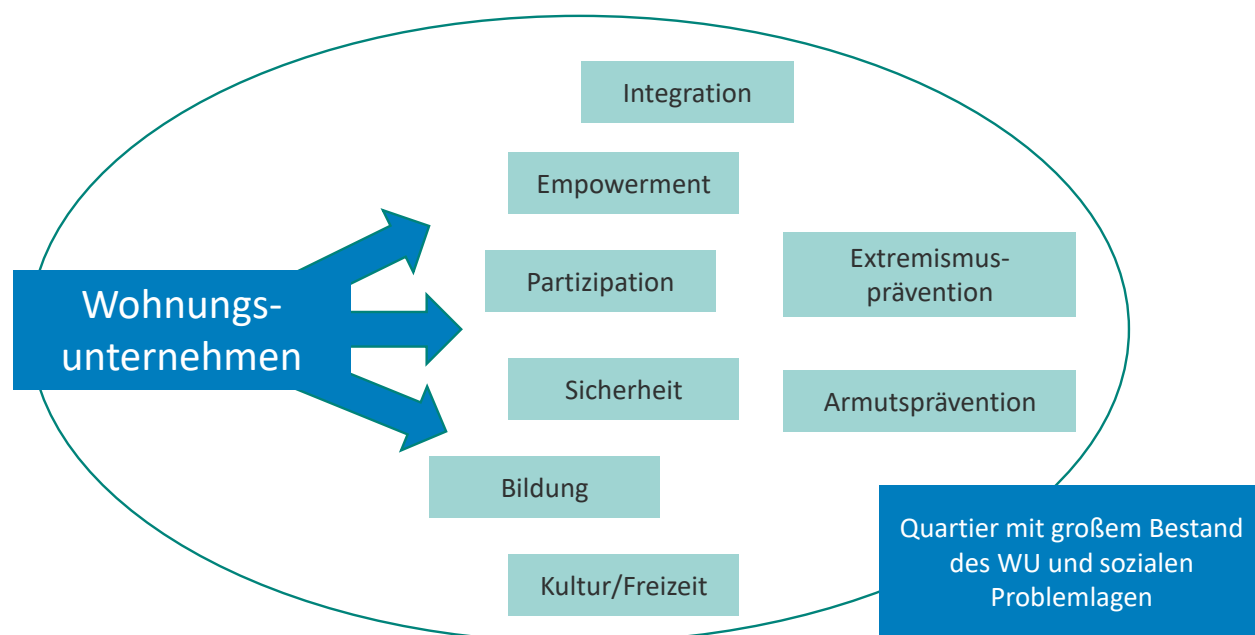 Integration
Empowerment
Partizipation
Extremismus-
prävention
Wohnungs-
unternehmen
Sicherheit
Armutsprävention
Bildung
Kultur/Freizeit
Quartier mit großem Bestand
des WU und sozialen
Problemlagen